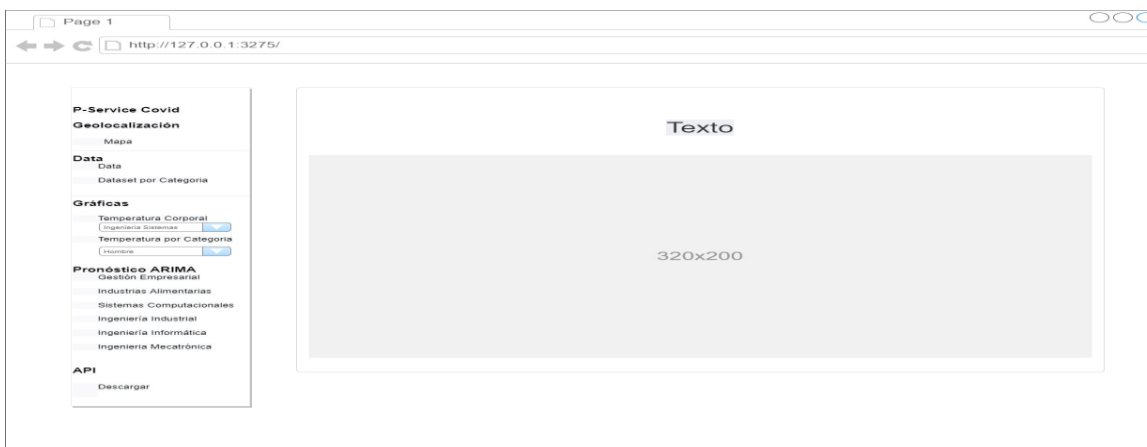 Page 1
http://127.0.0.1:3275/
P-Service Covid
Geolocalización
Mapa
Data
Data
Dataset por Categoria
Gráficas
Temperatura Corporal
Ingeniería Sistemas
Temperatura por Categoria
Hombre
Pronóstico ARIMA
Gestión Empresarial
Industrias Alimentarias
Sistemas Computacionales
Ingeniería Industrial
Ingeniería Informática
Ingenieria Mecatrónica
API
Descargar
Texto
320x200